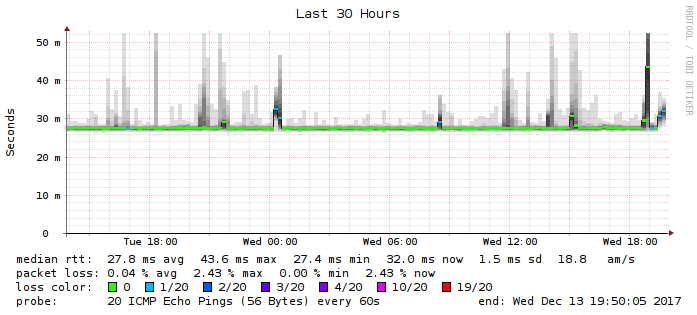 Last 30 Hours
RRDTOOL / TOBI OETIKER
Seconds
50 m
40 m
30 m
20 m
10 m
0
Tue 18:00 Wed 00:00 Wed 06:00 Wed 12:00 Wed 18:00
median rtt: 27.8 ms avg 43.6 ms max 27.4 ms min 32.0 ms now 1.5 ms sd 18.8 am/s
packet loss: 0.04 % avg 2.43 % max 0.00 % min 2.43 % now
loss color: 0 1/20 2/20 3/20 4/20 10/20 19/20
probe: 20 ICMP Echo Pings (56 Bytes) every 60s end: Wed Dec 13 19:50:05 2017